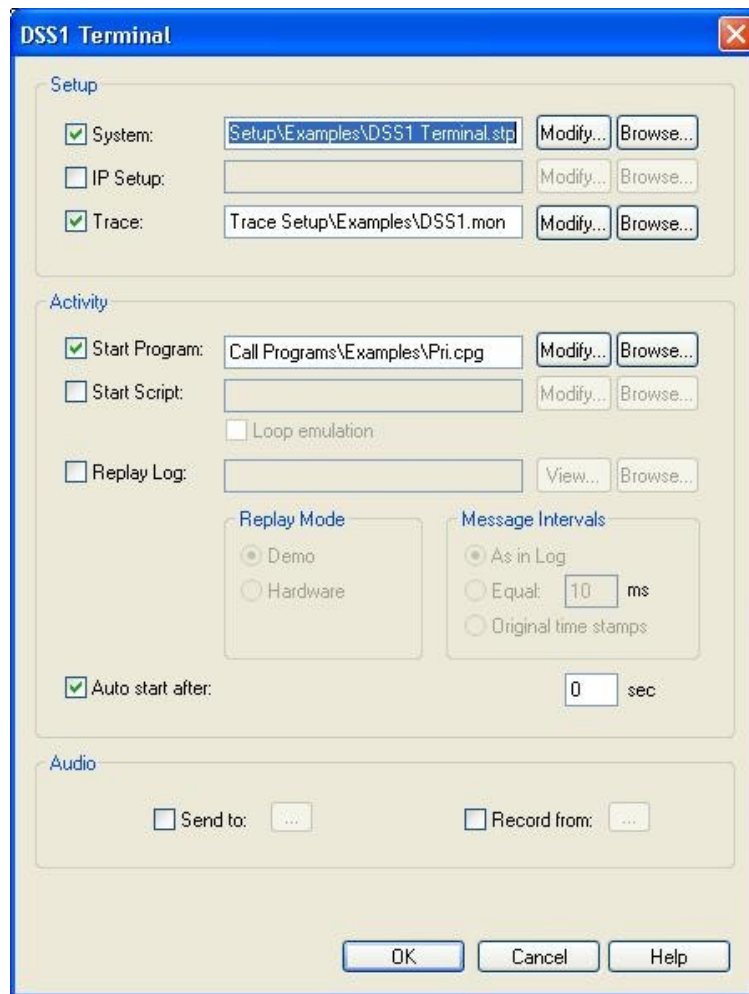 DSS1 Terminal
Setup
System: Setup\Examples\DSS1 Terminal.stp Modify... Browse...
IP Setup: Modify... Browse...
Trace: Trace Setup\Examples\DSS1.mon Modify... Browse...
Activity
Start Program: Call Programs\Examples\Pri.cpg Modify... Browse...
Start Script: Modify... Browse...
Loop emulation
Replay Log: View... Browse...
Replay Mode Message Intervals
Demo As in Log
Hardware Equal: 10 ms
Original time stamps
Auto start after: 0 sec
Audio
Send to: ... Record from: ...
OK Cancel Help